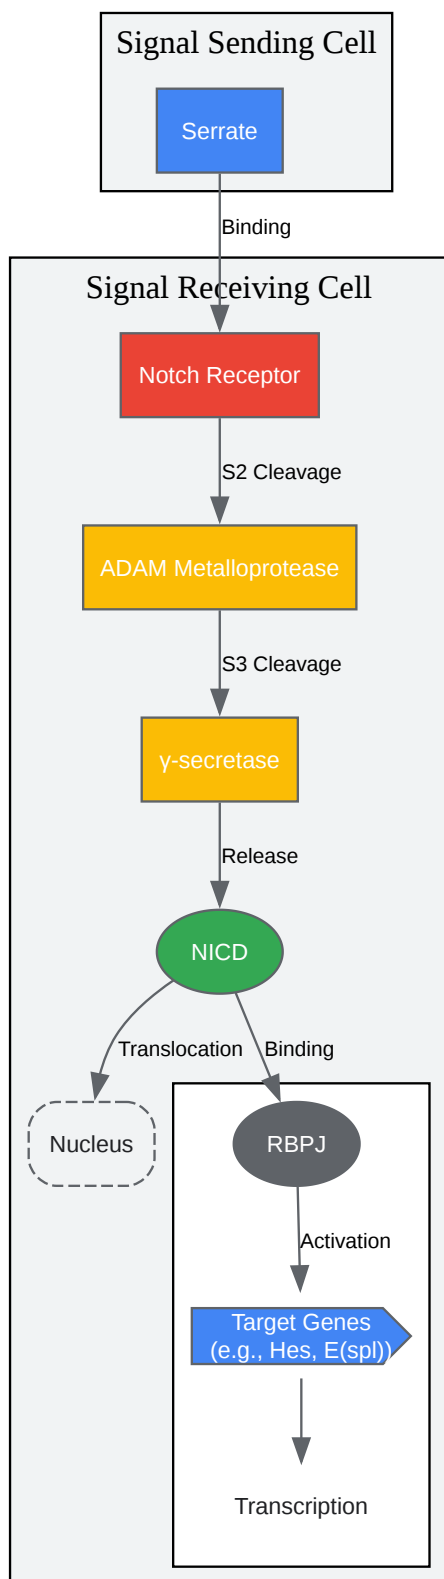 Signal Sending Cell
Serrate
Binding
Signal Receiving Cell
Notch Receptor
S2 Cleavage
ADAM Metalloprotease
S3 Cleavage
γ-secretase
Release
NICD
Translocation
Binding
Nucleus
RBPJ
Activation
Target Genes
(e.g., Hes, E(spl))
Transcription